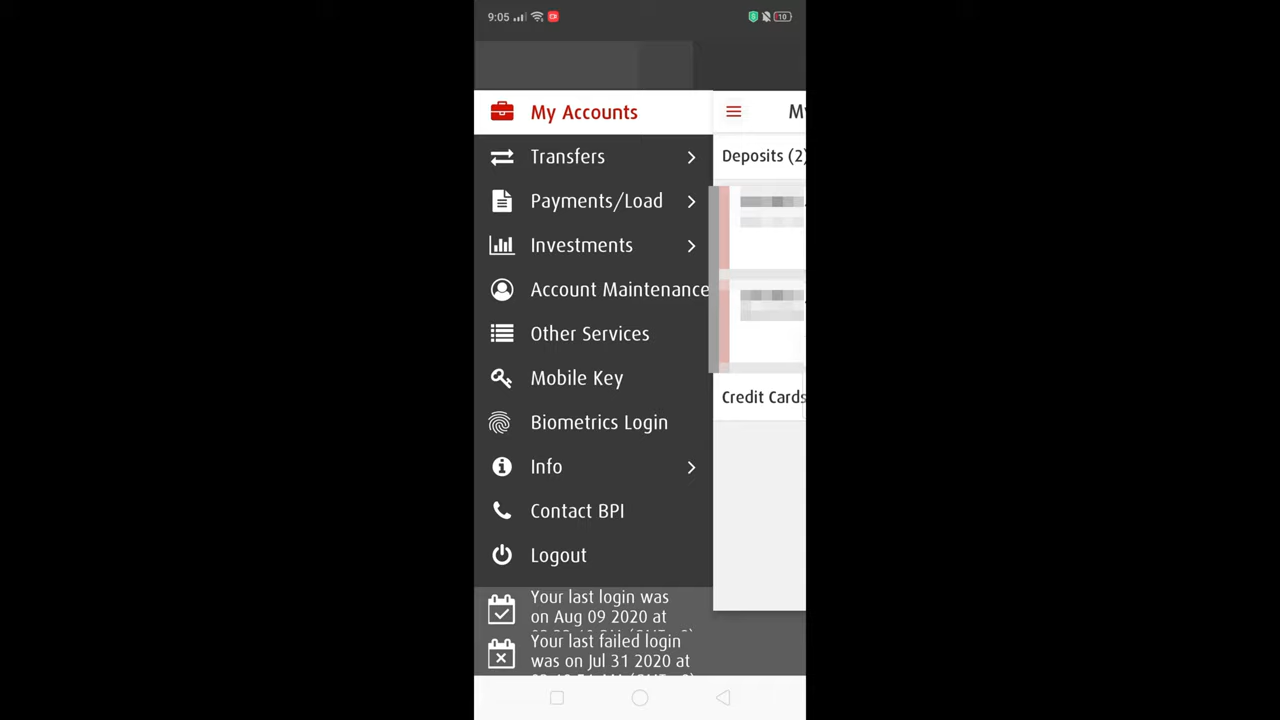 9:05
10
My Accounts
My
Transfers
Deposits (2)
Payments/Load
Investments
Account Maintenance
Other Services
Mobile Key
Credit Cards
Biometrics Login
Info
Contact BPI
Logout
Your last login was
on Aug 09 2020 at
Your last failed login
was on Jul 31 2020 at